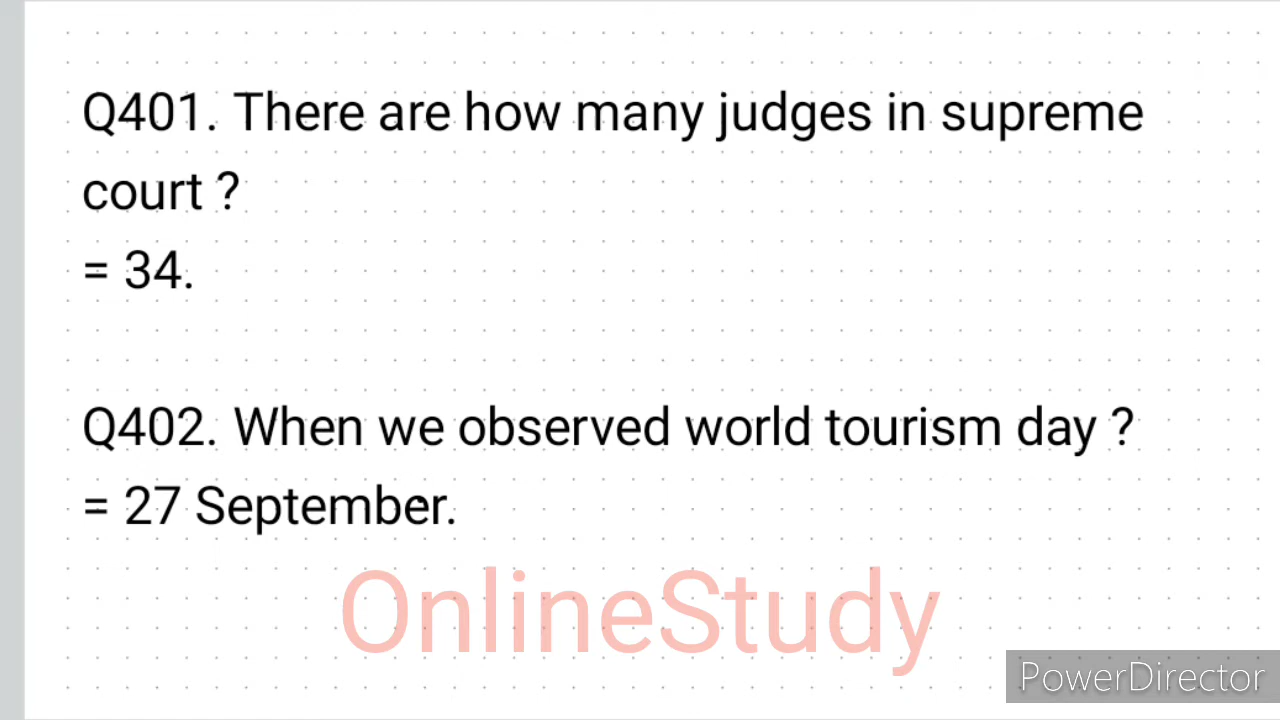 Q401. There are how many judges in supreme
court ?
= 34.
Q402. When we observed world tourism day ?
= 27 September.
OnlineStudy
PowerDirector